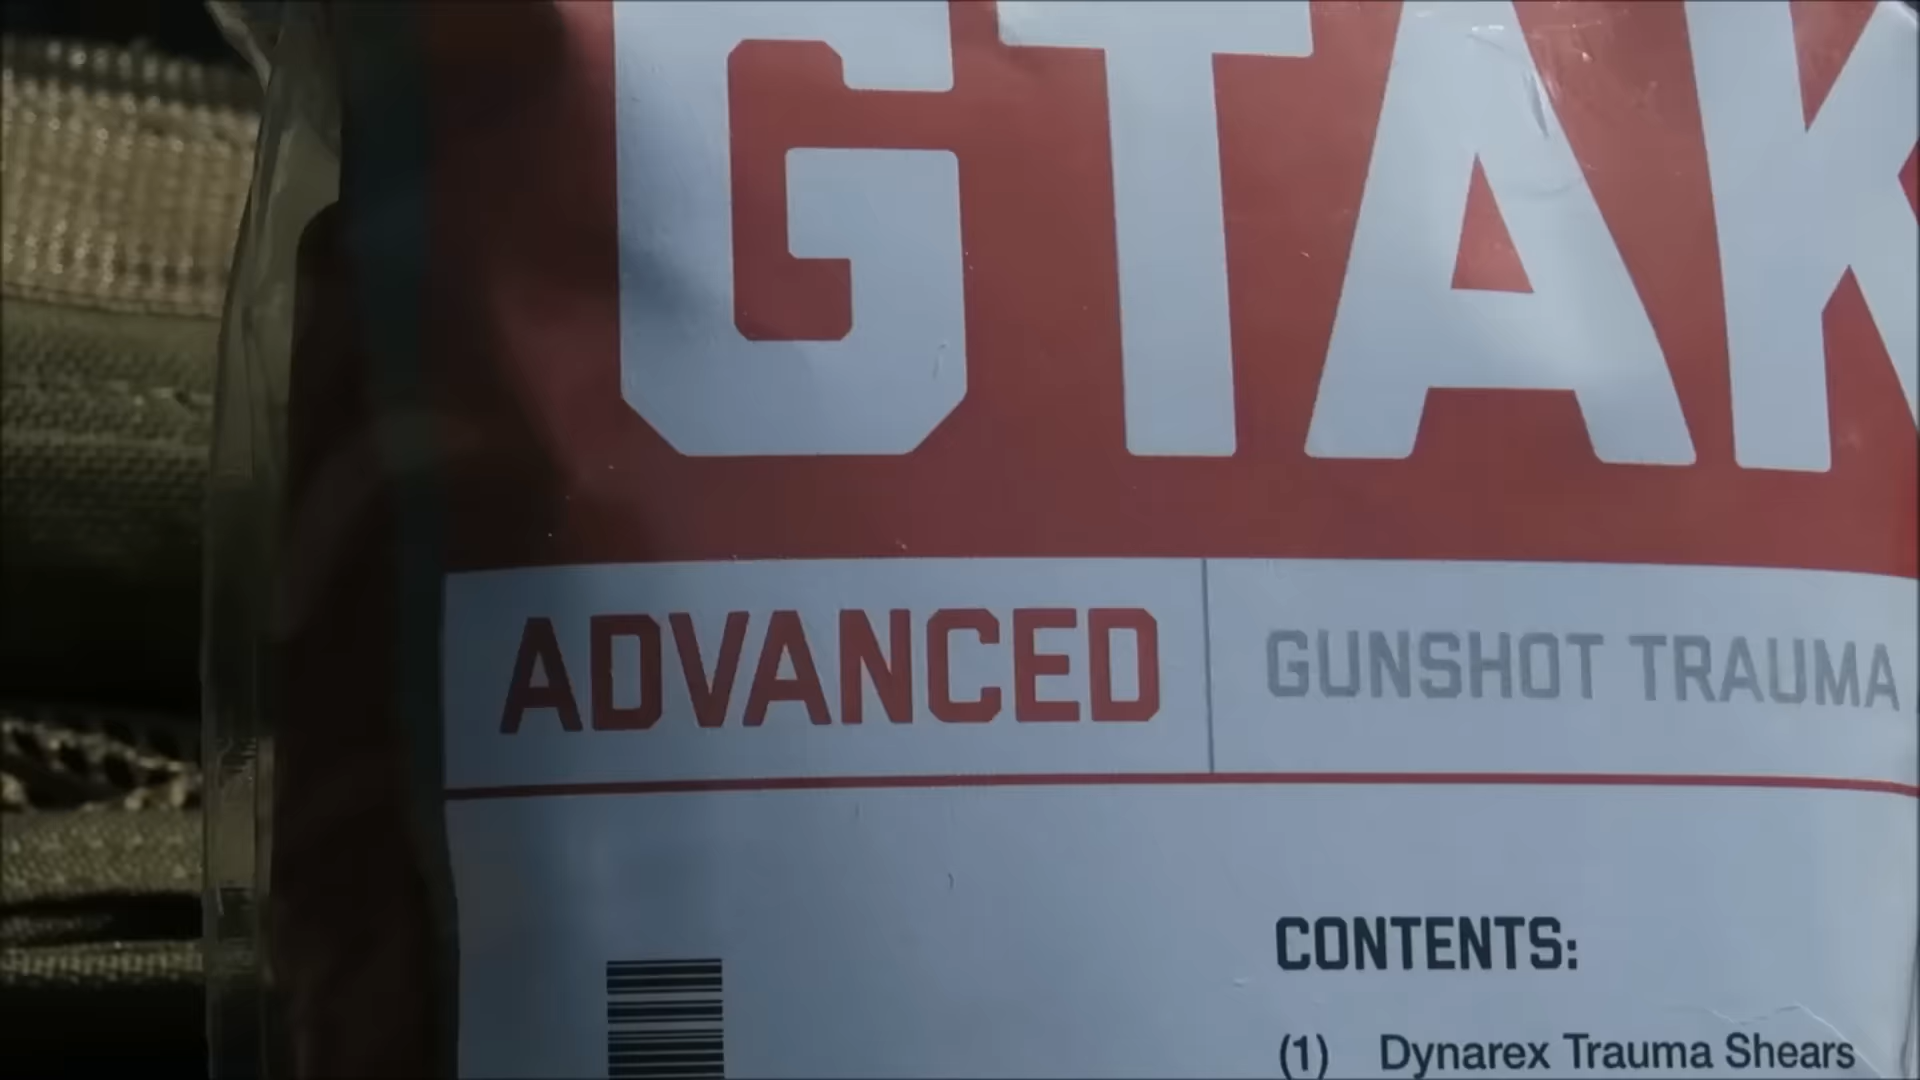 GTAK
ADVANCED
GUNSHOT TRAUMA
CONTENTS:
(1) Dynarex Trauma Shears